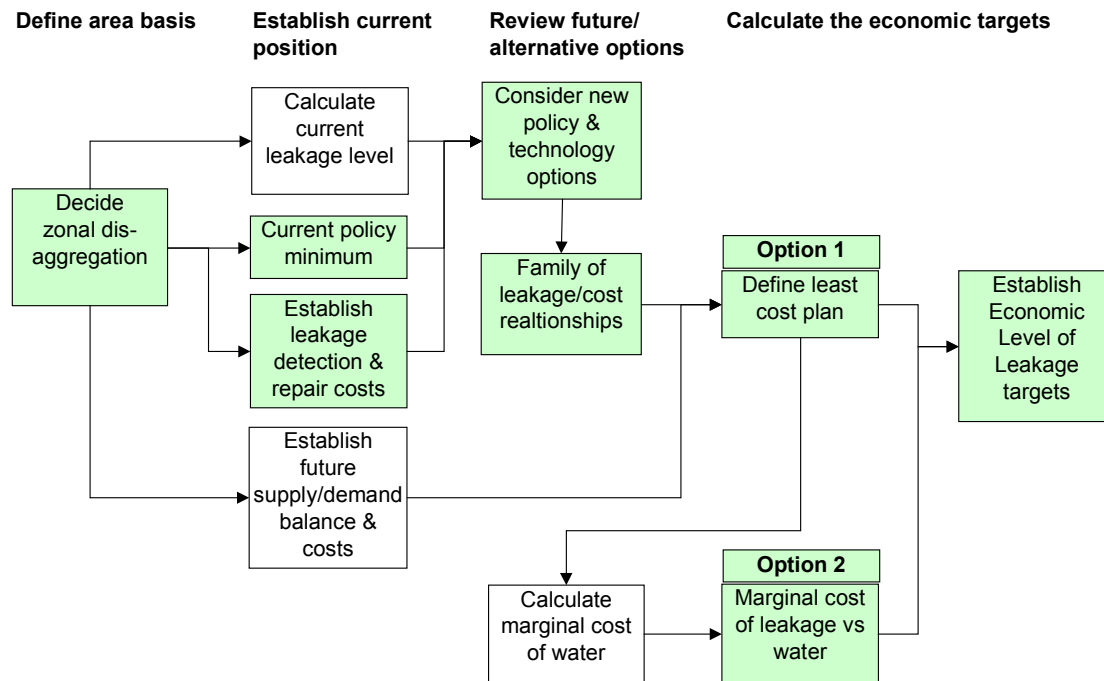 Define area basis
Establish current
position
Review future/
alternative options
Calculate the economic targets
Calculate
current
leakage level
Consider new
policy &
technology
options
Decide
zonal dis-
aggregation
Current policy
minimum
Establish
leakage
detection &
repair costs
Family of
leakage/cost
realtionships
Option 1
Define least
cost plan
Establish
Economic
Level of
Leakage
targets
Establish
future
supply/demand
balance &
costs
Calculate
marginal cost
of water
Option 2
Marginal cost
of leakage vs
water